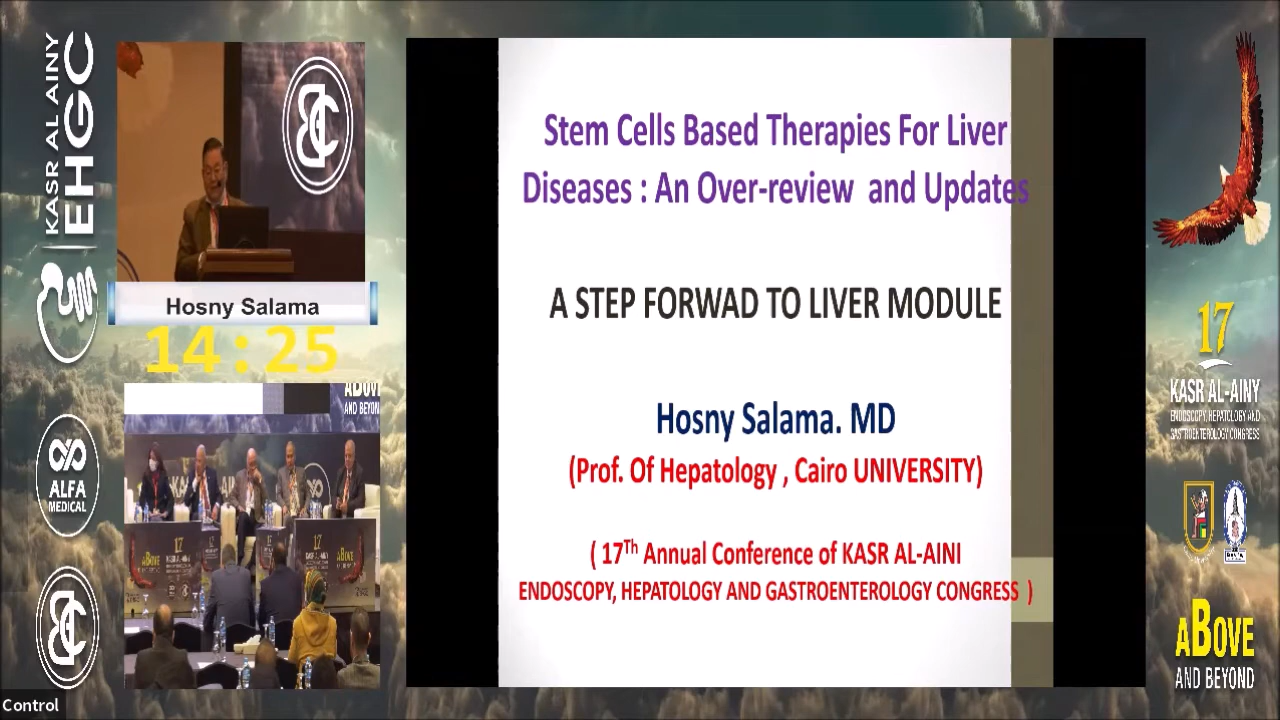 KASR AL AINY
EHGC
ALFA
MEDICAL
Hosny Salama
14:25
ABOVE
AND BEYON
17
ABOVE
Control
Stem Cells Based Therapies For Liver
Diseases : An Over-review and Updates
A STEP FORWAD TO LIVER MODULE
Hosny Salama. MD
(Prof. Of Hepatology , Cairo UNIVERSITY)
( 17Th Annual Conference of KASR AL-AINI
ENDOSCOPY, HEPATOLOGY AND GASTROENTEROLOGY CONGRESS )
17
KASR AL-AINY
ENDOSCOPY, HEPATOLOGY AND
GASTROENTEROLOGY CONGRESS
ABOVE
AND BEYOND